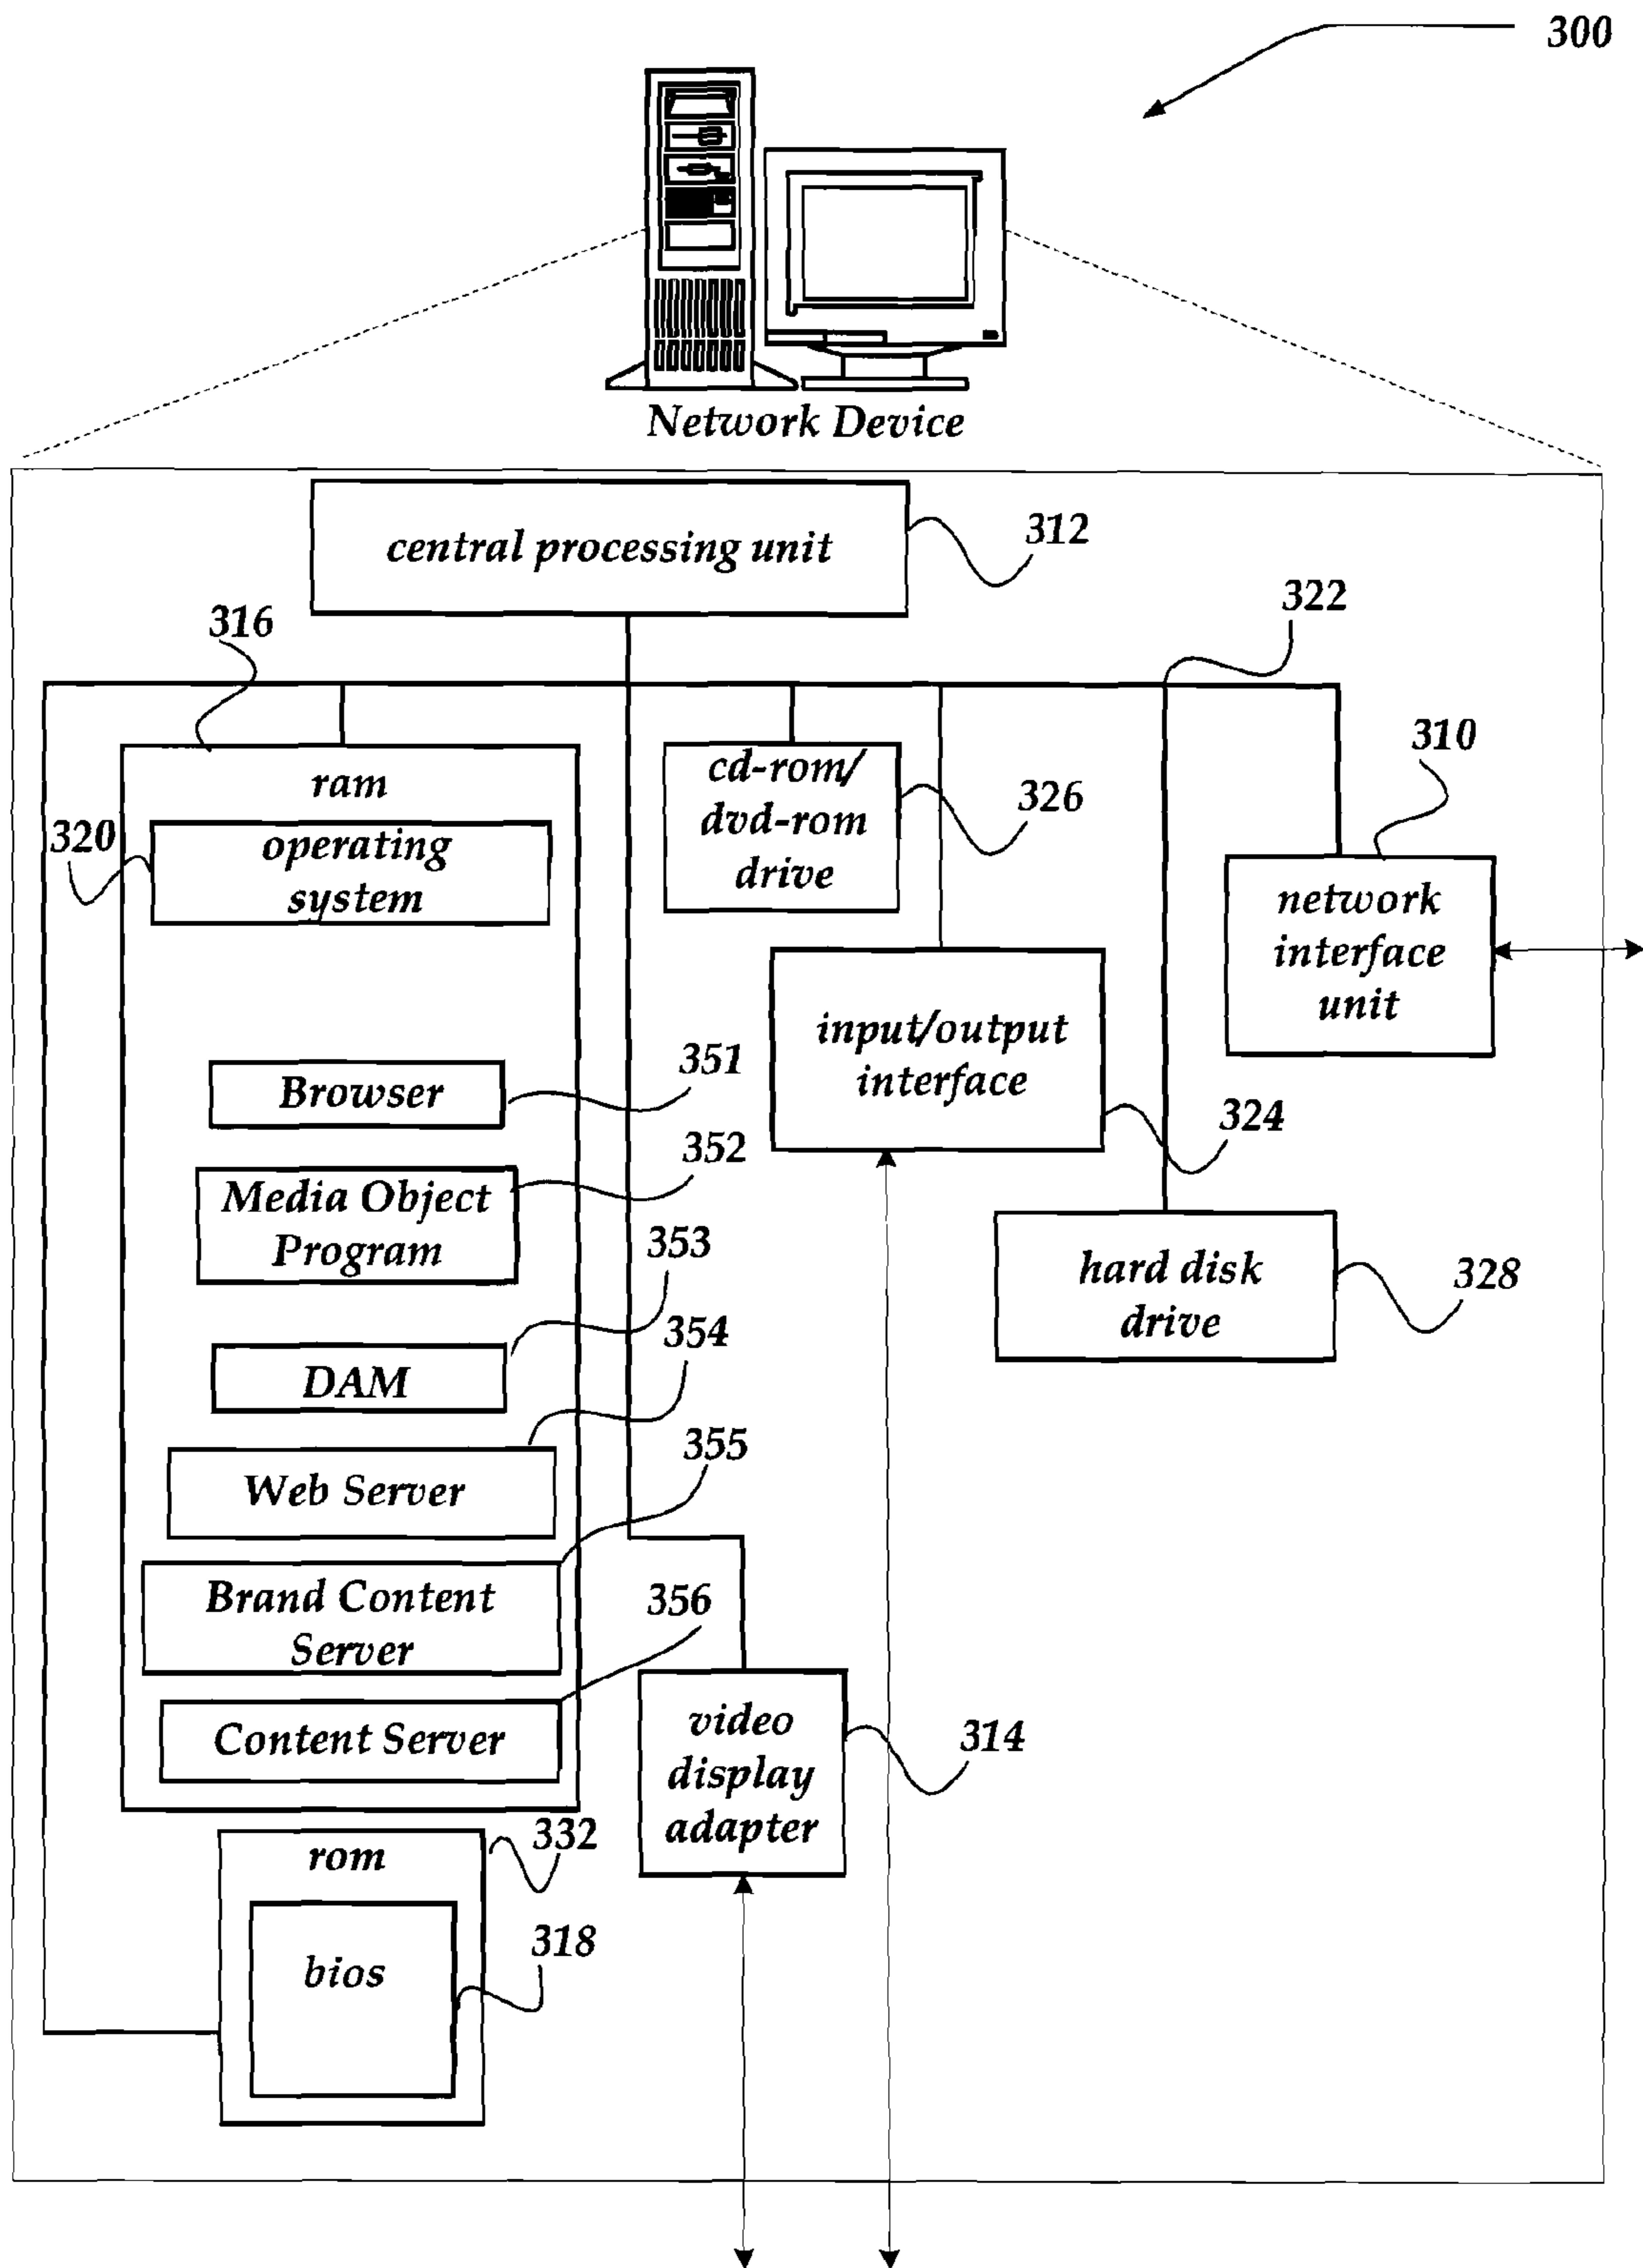 300
Network Device
central processing unit
312
322
316
310
ram
cd-rom/
dvd-rom
drive
326
320
operating
system
network
interface
unit
input/output
interface
324
Browser
351
Media Object
Program
352
353
hard disk
drive
328
DAM
354
Web Server
355
Brand Content
Server
356
Content Server
video
display
adapter
314
rom
332
bios
318